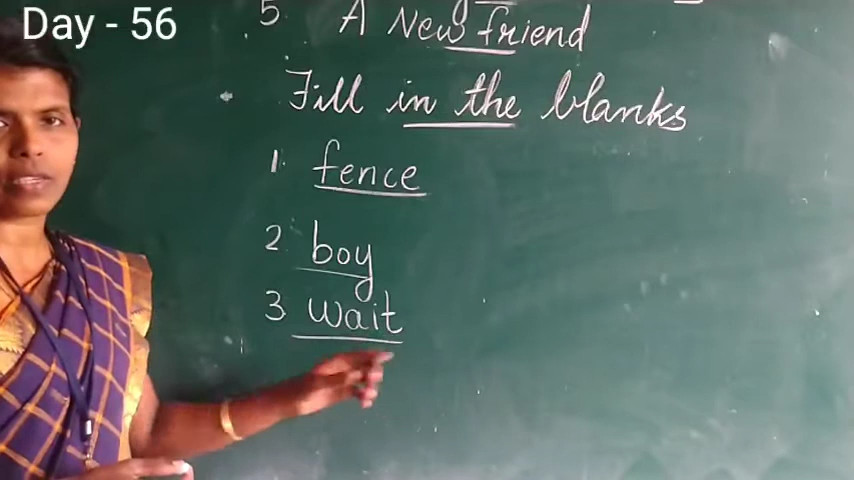 Day - 56
5 A New friend
Fill in the blanks
1 fence
2 boy
3 wait